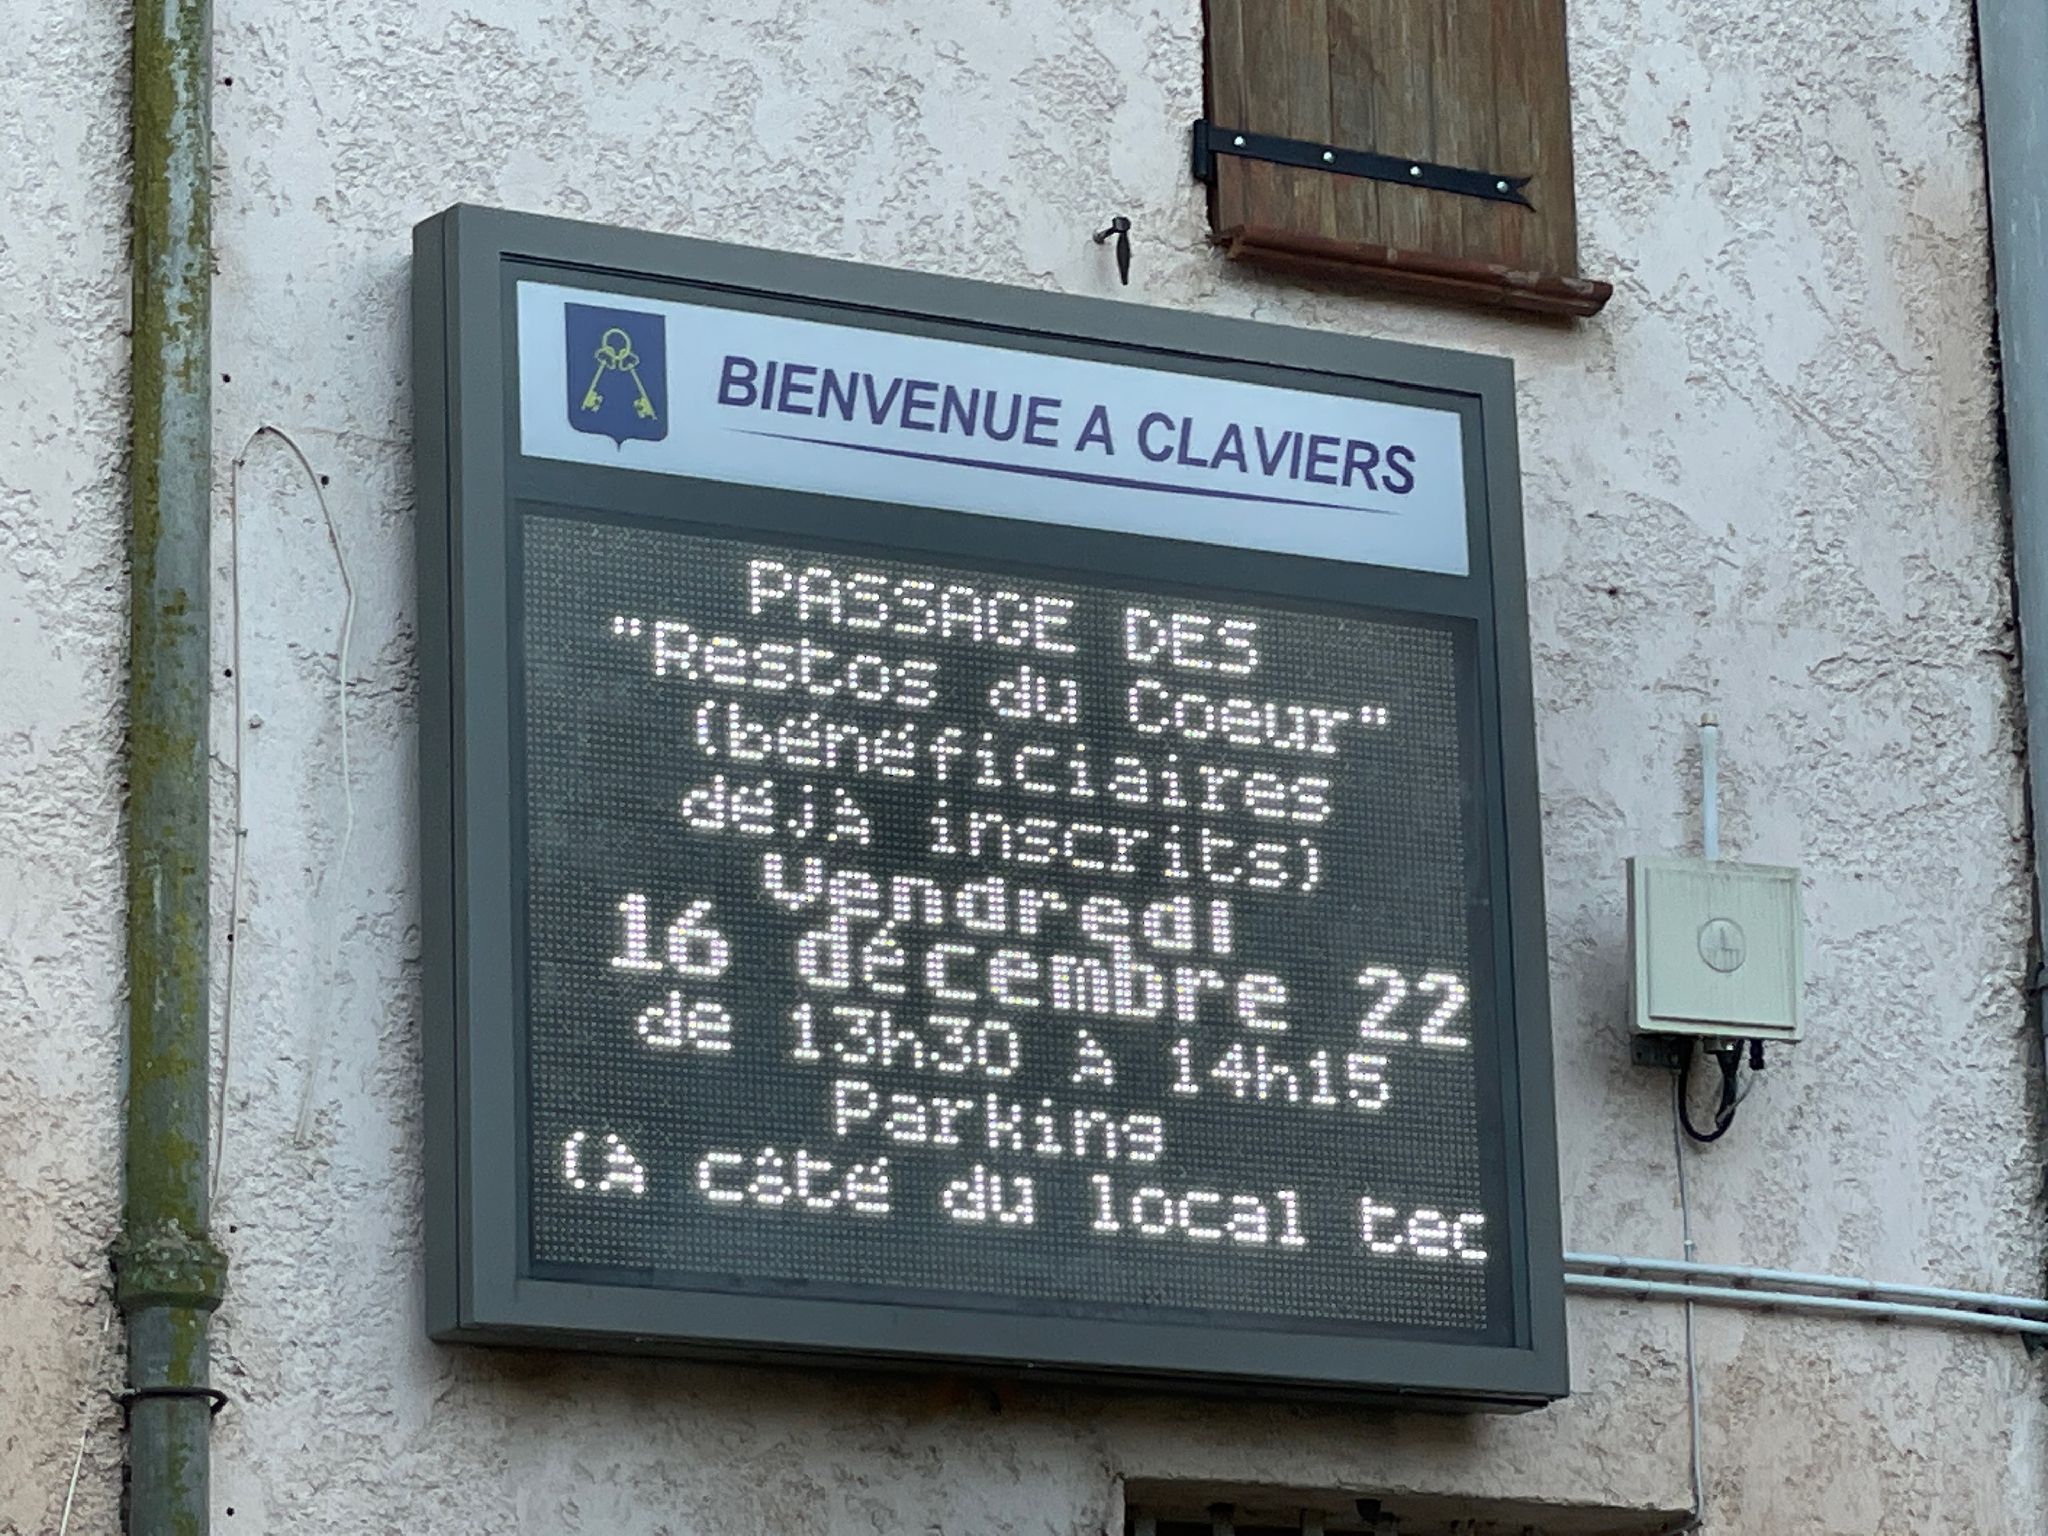 BIENVENUE A CLAVIERS
PASSAGE DES
"Restos du Coeur"
(bénéficiaires
déjà inscrits)
Vendredi
16 décembre 22
de 13h30 à 14h15
Parking
(à côté du local tec